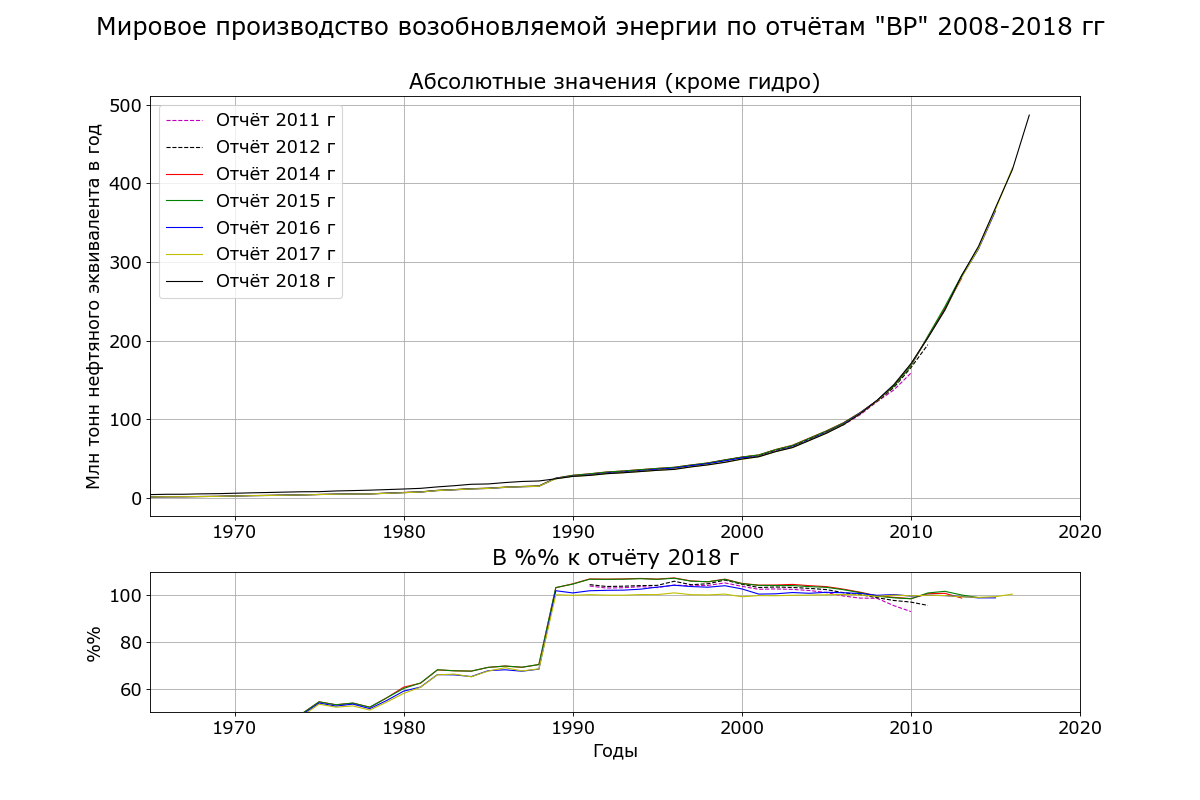 Мировое производство возобновляемой энергии по отчётам "BP" 2008-2018 гг
Абсолютные значения (кроме гидро)
Млн тонн нефтяного эквивалента в год
500
400
300
200
100
0
Отчёт 2011 г
Отчёт 2012 г
Отчёт 2014 г
Отчёт 2015 г
Отчёт 2016 г
Отчёт 2017 г
Отчёт 2018 г
1970 1980 1990 2000 2010 2020
В %% к отчёту 2018 г
%%
100
80
60
1970 1980 1990 2000 2010 2020
Годы